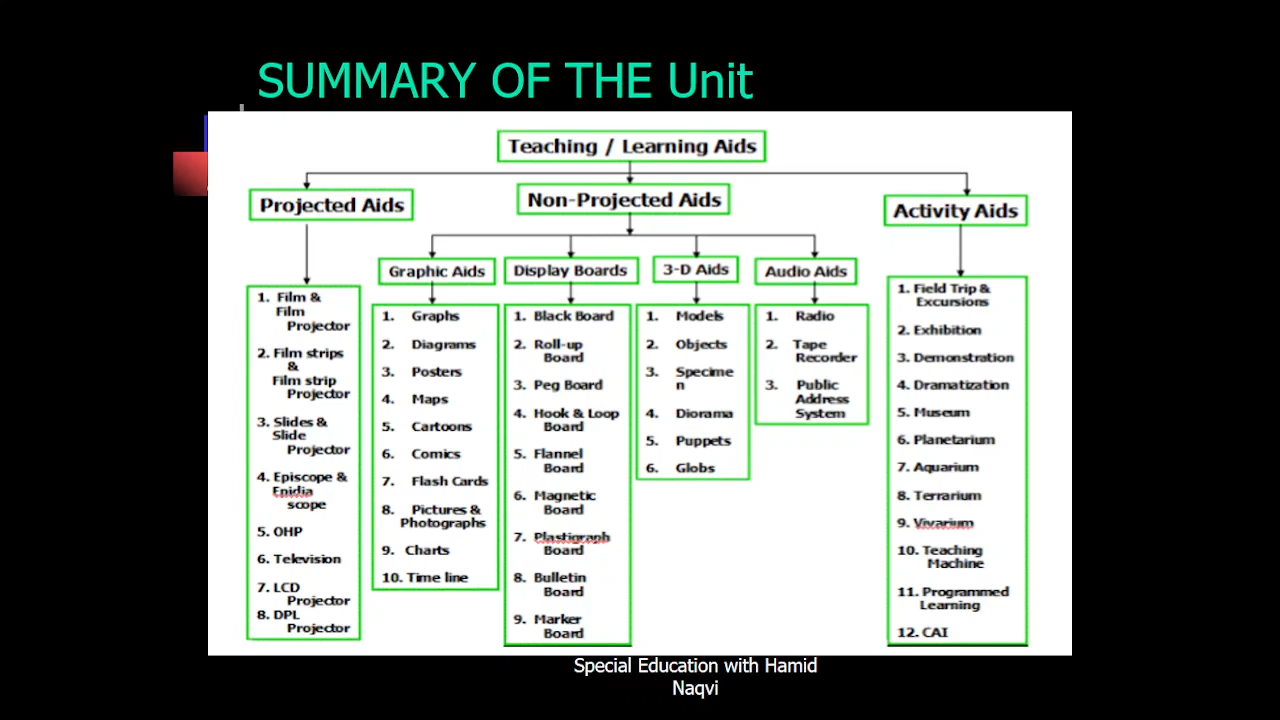 SUMMARY OF THE Unit
Teaching / Learning Aids
Projected Aids
Non-Projected Aids
Activity Aids
Graphic Aids
Display Boards
3-D Aids
Audio Aids
1. Film &
Film
Projector
2. Film strips
&
Film strip
Projector
3. Slides &
Slide
Projector
4. Episcope &
Epidia
scope
5. OHP
6. Television
7. LCD
Projector
8. DPL
Projector
1. Graphs
2. Diagrams
3. Posters
4. Maps
5. Cartoons
6. Comics
7. Flash Cards
8. Pictures &
Photographs
9. Charts
10. Time line
1. Black Board
2. Roll-up
Board
3. Peg Board
4. Hook & Loop
Board
5. Flannel
Board
6. Magnetic
Board
7. Plastigraph
Board
8. Bulletin
Board
9. Marker
Board
1. Models
2. Objects
3. Specime
n
4. Diorama
5. Puppets
6. Globs
1. Radio
2. Tape
Recorder
3. Public
Address
System
1. Field Trip &
Excursions
2. Exhibition
3. Demonstration
4. Dramatization
5. Museum
6. Planetarium
7. Aquarium
8. Terrarium
9. Vivarium
10. Teaching
Machine
11. Programmed
Learning
12. CAI
Special Education with Hamid
Naqvi